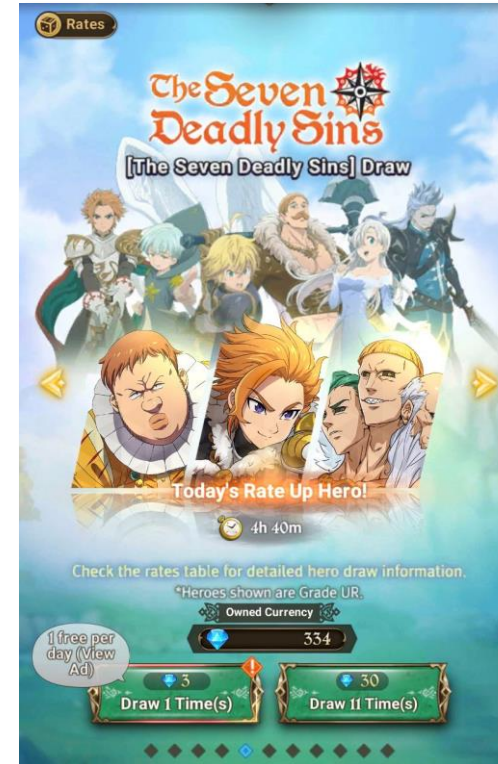 Rates
The Seven
Deadly Sins
[The Seven Deadly Sins] Draw
Today's Rate Up Hero!
4h 40m
Check the rates table for detailed hero draw information.
*Heroes shown are Grade UR.
Owned Currency
334
1 free per
day (View
Ad)
3
Draw 1 Time(s)
30
Draw 11 Time(s)